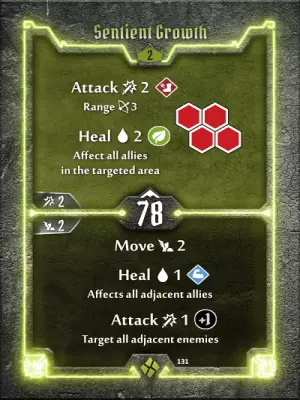 Sentient Growth
2
Attack 2
Range 3
Heal 2
Affect all allies
in the targeted area
2
78
2
Move 2
Heal 1
Affects all adjacent allies
Attack 1 +1
Target all adjacent enemies
131